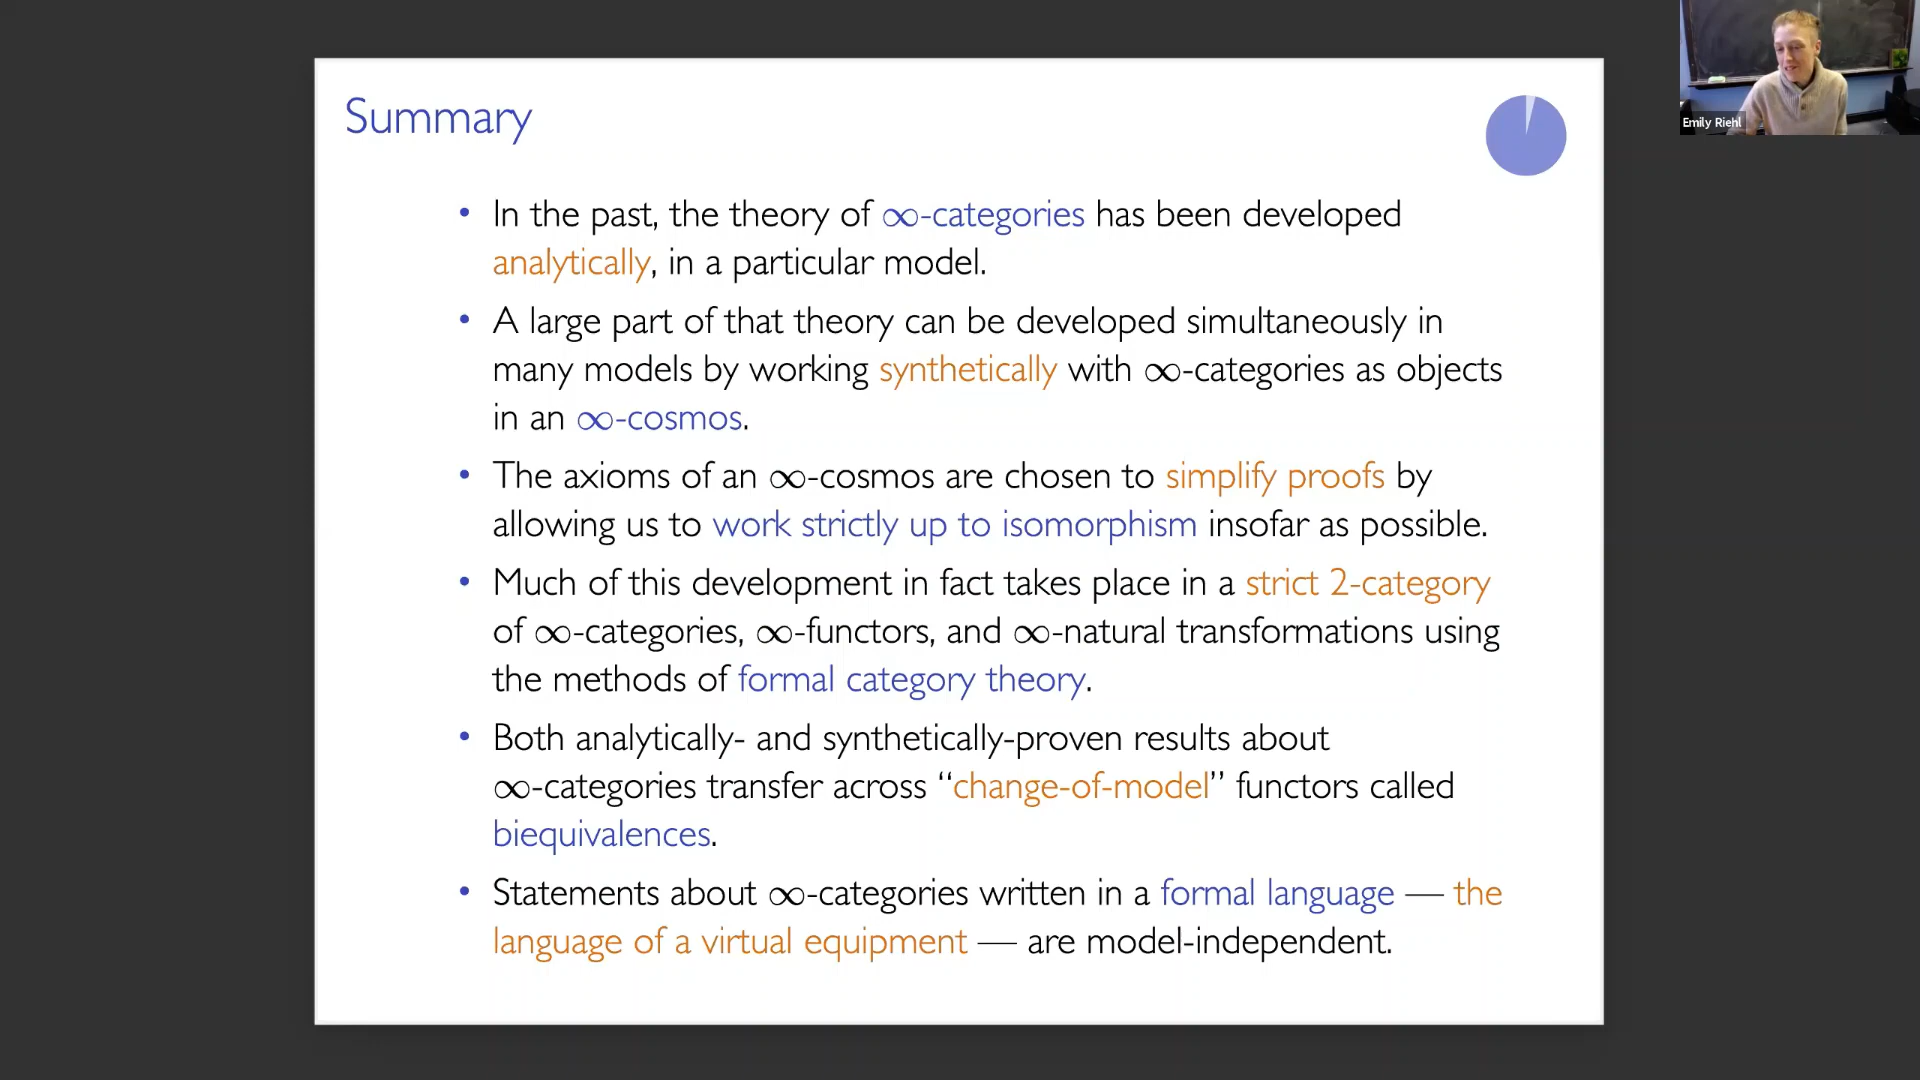 Summary
Emily Riehl
• In the past, the theory of ∞-categories has been developed
analytically, in a particular model.
• A large part of that theory can be developed simultaneously in
many models by working synthetically with ∞-categories as objects
in an ∞-cosmos.
• The axioms of an ∞-cosmos are chosen to simplify proofs by
allowing us to work strictly up to isomorphism insofar as possible.
• Much of this development in fact takes place in a strict 2-category
of ∞-categories, ∞-functors, and ∞-natural transformations using
the methods of formal category theory.
• Both analytically- and synthetically-proven results about
∞-categories transfer across “change-of-model” functors called
biequivalences.
• Statements about ∞-categories written in a formal language — the
language of a virtual equipment — are model-independent.